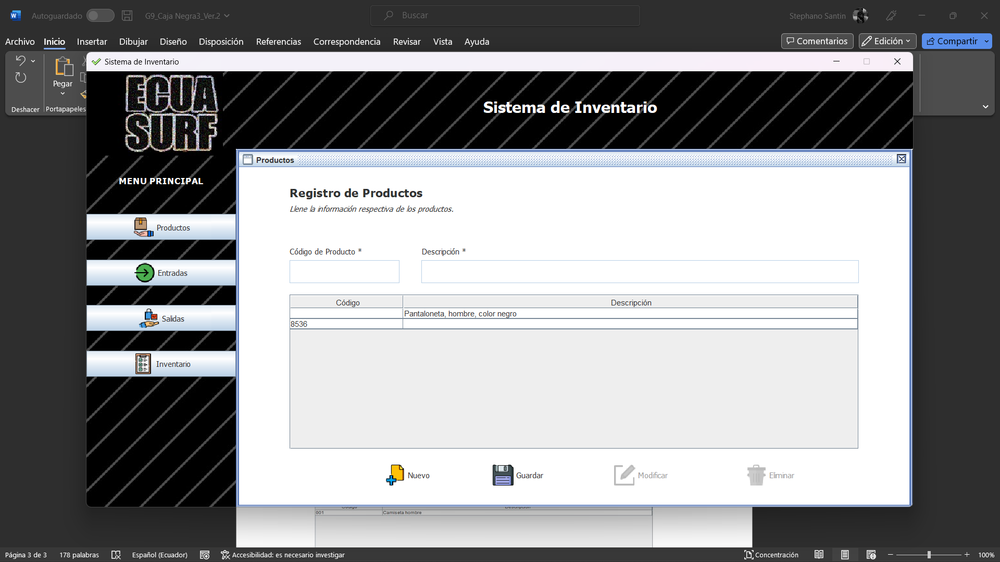 Autoguardado
G9_Caja Negra3_Ver.2
Buscar
Stephano Santin
Archivo Inicio Insertar Dibujar Diseño Disposición Referencias Correspondencia Revisar Vista Ayuda
Comentarios
Edición
Compartir
Pegar
Deshacer
Portapapeles
Sistema de Inventario
ECUA
SURF
Sistema de Inventario
MENU PRINCIPAL
Productos
Entradas
Salidas
Inventario
Productos
Registro de Productos
Llene la información respectiva de los productos.
Código de Producto *
Descripción *
Código Descripción
Pantaloneta, hombre, color negro
8536
Nuevo
Guardar
Modificar
Eliminar
Código Descripción
001 Camiseta hombre
Página 3 de 3
178 palabras
Español (Ecuador)
Accesibilidad: es necesario investigar
Concentración
100%